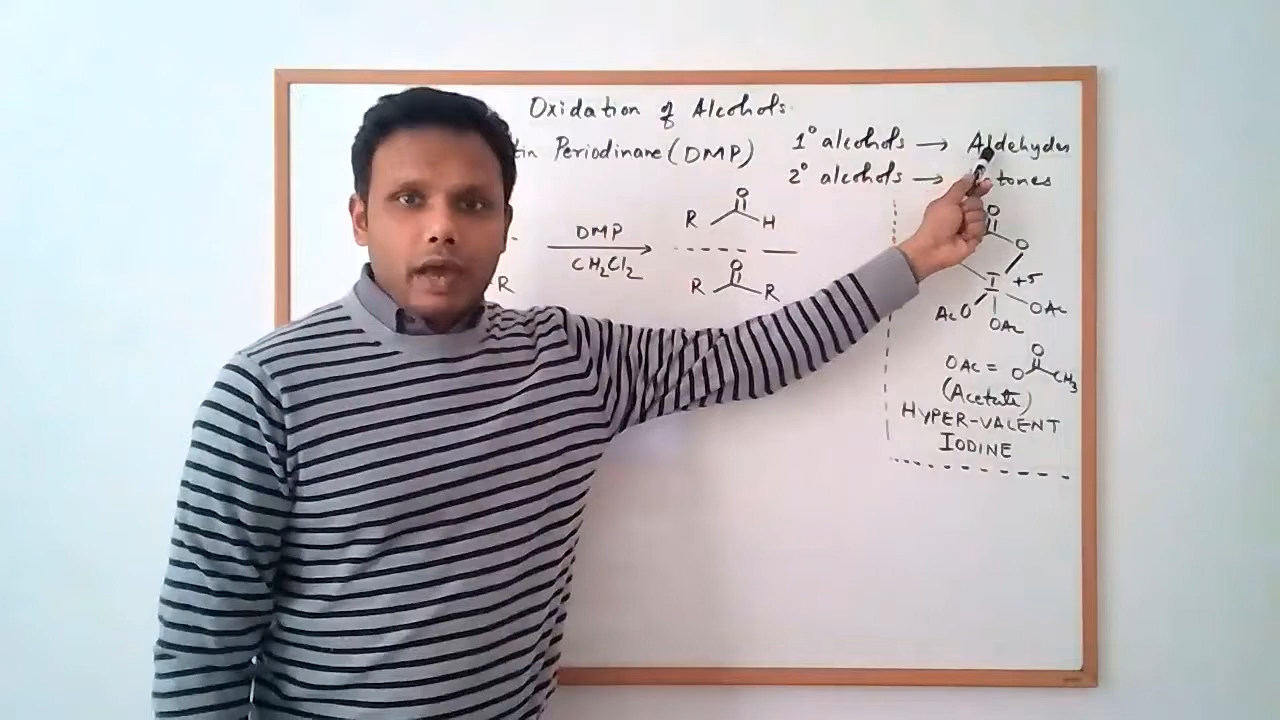 Oxidation of Alcohols.
tin Periodinane (DMP)
1° alcohols → Aldehydes
2° alcohols → tones
DMP
CH2Cl2
R
O
R
H
O
R
R
O
O
I +5
AcO
OAc
OAc
OAc = O
O
CH3
(Acetate)
HYPER-VALENT
IODINE